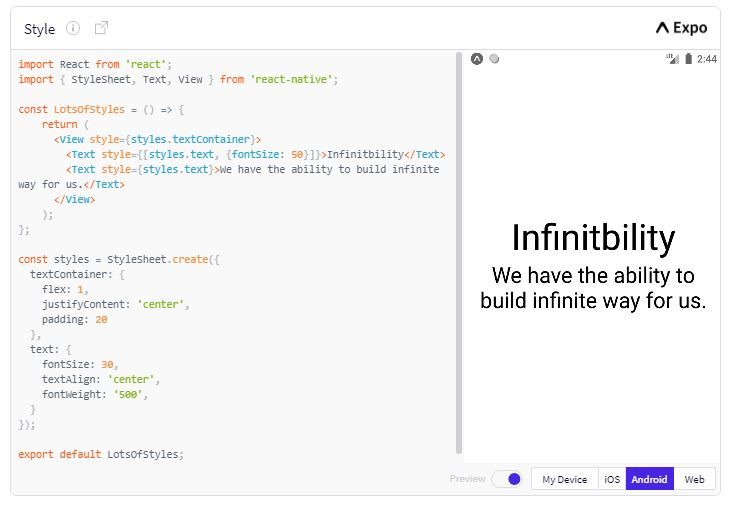 Style
Expo
import React from 'react';
import { StyleSheet, Text, View } from 'react-native';
const LotsOfStyles = () => {
return (
<View style={styles.textContainer}>
<Text style={[styles.text, {fontSize: 50}]}>Infinitbility</Text>
<Text style={styles.text}>We have the ability to build infinite
way for us.</Text>
</View>
);
};
const styles = StyleSheet.create({
textContainer: {
flex: 1,
justifyContent: 'center',
padding: 20
},
text: {
fontSize: 30,
textAlign: 'center',
fontWeight: '500',
}
});
export default LotsOfStyles;
LTE 2:44
Infinitbility
We have the ability to
build infinite way for us.
Preview My Device iOS Android Web